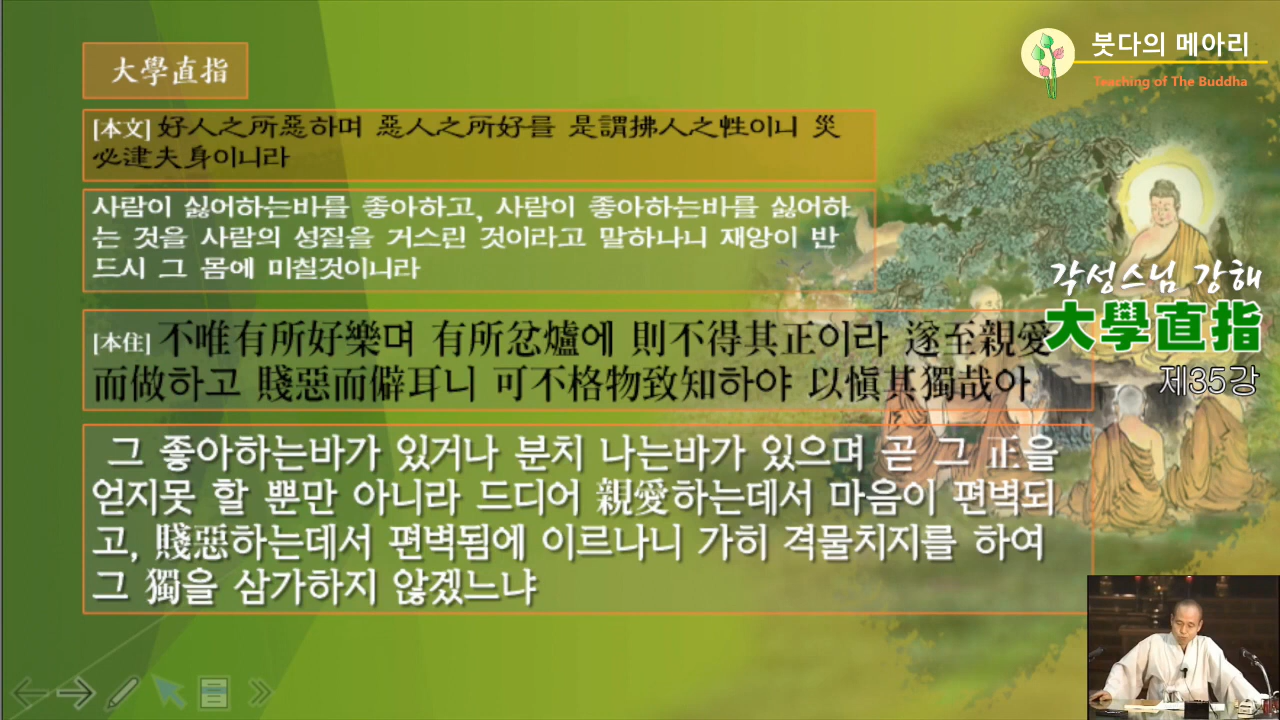 大學直指
붓다의 메아리
Teaching of The Buddha
[本文] 好人之所惡하며 惡人之所好를 是謂拂人之性이니 災
必逮夫身이니라
사람이 싫어하는바를 좋아하고, 사람이 좋아하는바를 싫어하
는 것을 사람의 성질을 거스린 것이라고 말하나니 재앙이 반
드시 그 몸에 미칠것이니라
[本住] 不唯有所好樂며 有所忿爐에 則不得其正이라 遂至親愛
而做하고 賤惡而僻耳니 可不格物致知하야 以愼其獨哉아
그 좋아하는바가 있거나 분치 나는바가 있으며 곧 그 正을
얻지못 할 뿐만 아니라 드디어 親愛하는데서 마음이 편벽되
고, 賤惡하는데서 편벽됨에 이르나니 가히 격물치지를 하여
그 獨을 삼가하지 않겠느냐
각성스님 강해
大學直指
제35강